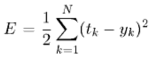 E = \frac{1}{2} \sum_{k=1}^{N} (t_k - y_k)^2